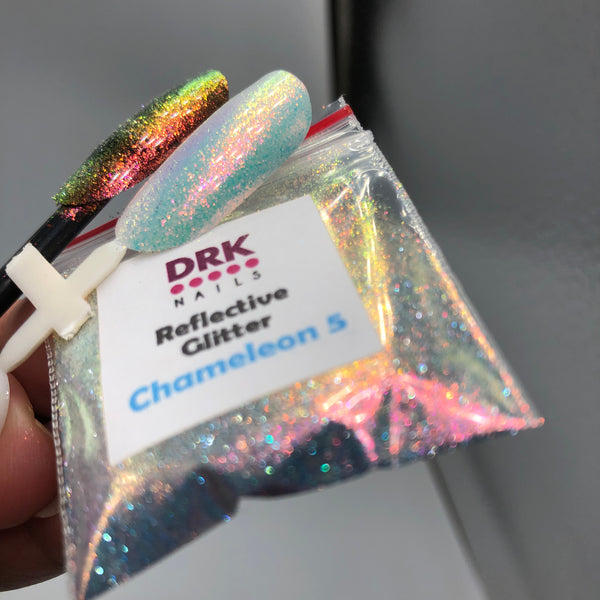 DRK
NAILS
Reflective
Glitter
Chameleon 5